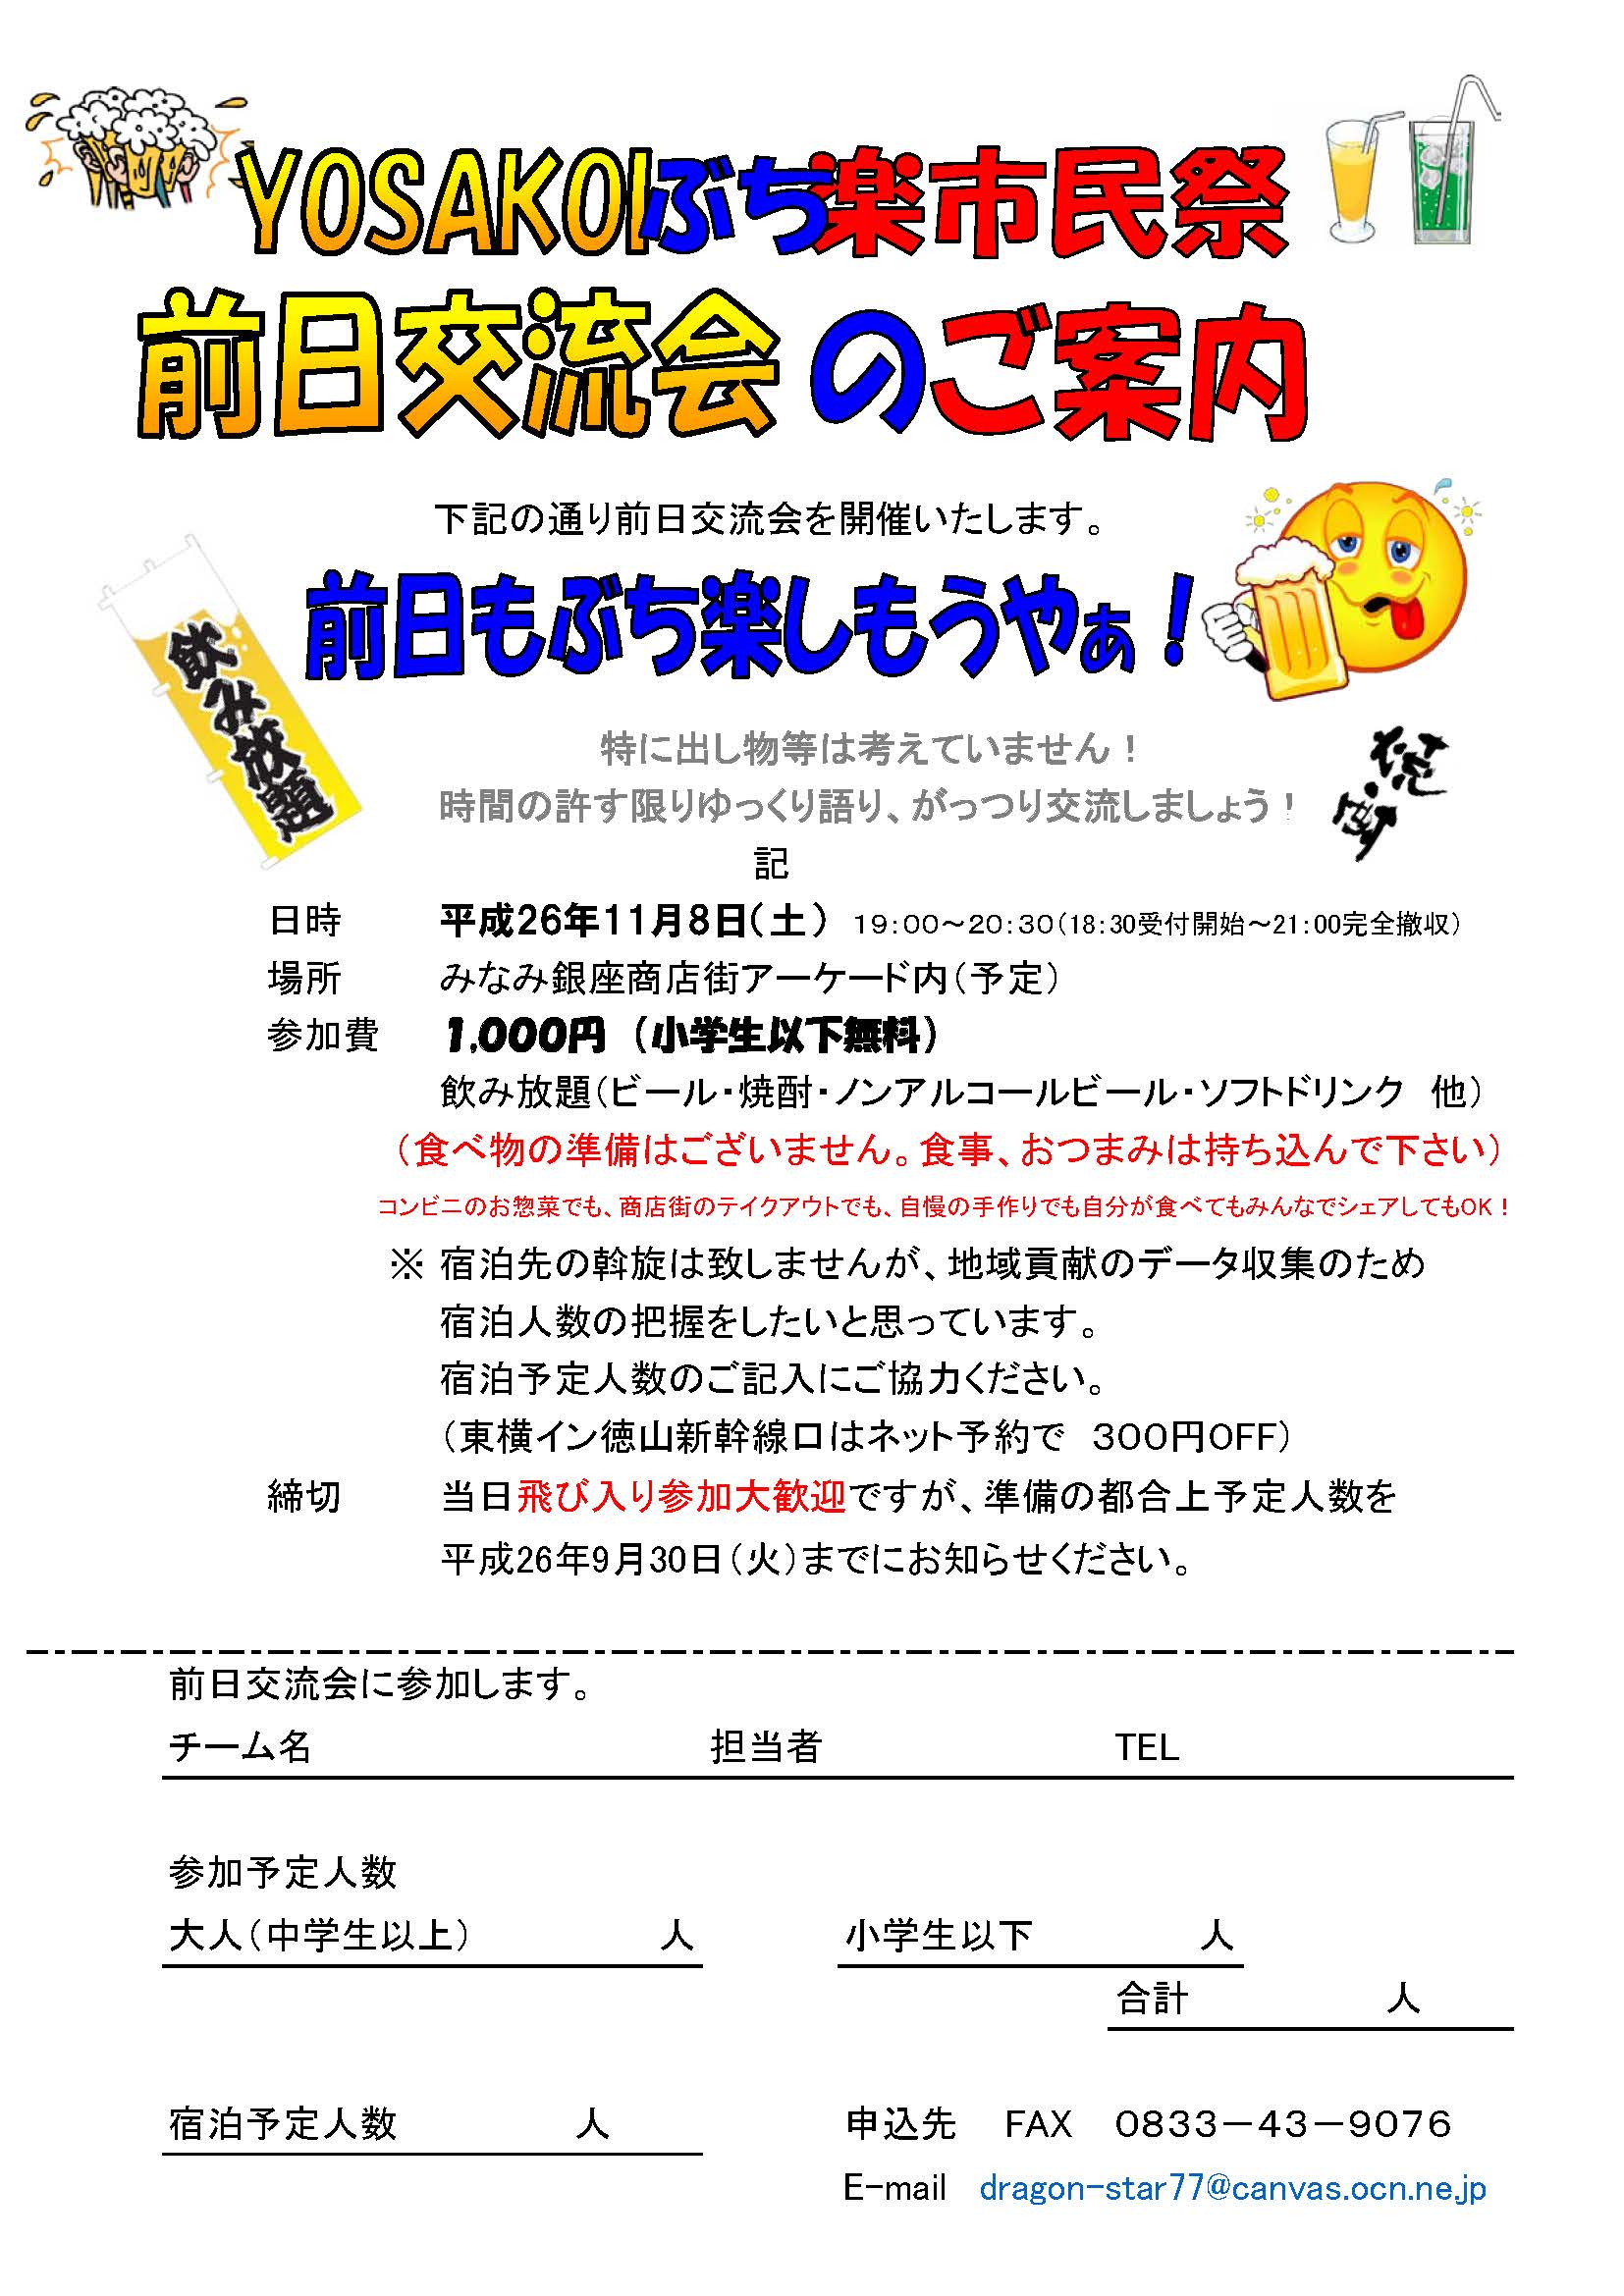 YOSAKOIぶち楽市民祭
前日交流会のご案内
下記の通り前日交流会を開催いたします。
前日もぶち楽しもうやぁ！
飲み放題
特に出し物等は考えていません！
時間の許す限りゆっくり語り、がっつり交流しましょう！
記
日時　平成26年11月8日（土）　19：00～20：30（18：30受付開始～21：00完全撤収）
場所　みなみ銀座商店街アーケード内（予定）
参加費　1,000円　（小学生以下無料）
飲み放題（ビール・焼酎・ノンアルコールビール・ソフトドリンク　他）
（食べ物の準備はございません。食事、おつまみは持ち込んで下さい）
コンビニのお惣菜でも、商店街のテイクアウトでも、自慢の手作りでも自分が食べてもみんなでシェアしてもOK！
※ 宿泊先の斡旋は致しませんが、地域貢献のデータ収集のため
宿泊人数の把握をしたいと思っています。
宿泊予定人数のご記入にご協力ください。
（東横イン徳山新幹線口はネット予約で　300円OFF）
締切　当日飛び入り参加大歓迎ですが、準備の都合上予定人数を
平成26年9月30日（火）までにお知らせください。
前日交流会に参加します。
チーム名　担当者　TEL
参加予定人数
大人（中学生以上）　人　小学生以下　人
合計　人
宿泊予定人数　人　申込先　FAX　0833－43－9076
E-mail　dragon-star77@canvas.ocn.ne.jp